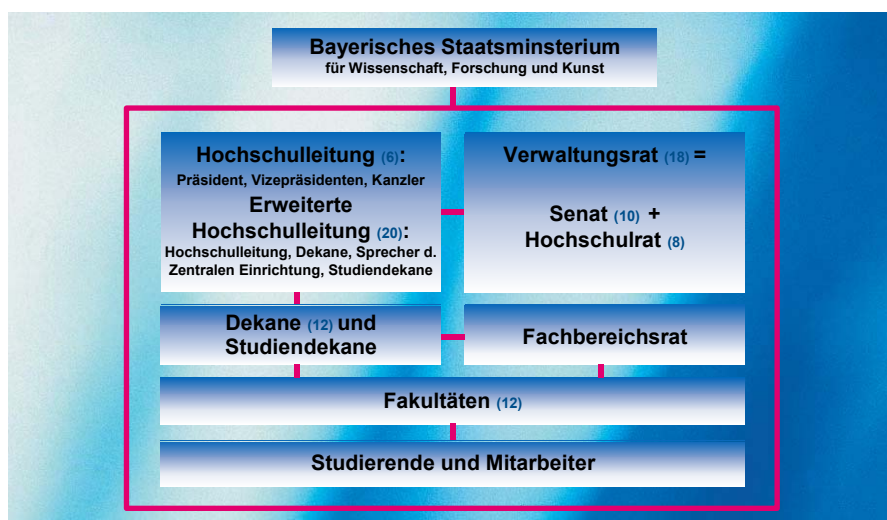 Bayerisches Staatsminsterium
für Wissenschaft, Forschung und Kunst
Hochschulleitung (6):
Präsident, Vizepräsidenten, Kanzler
Erweiterte
Hochschulleitung (20):
Hochschulleitung, Dekane, Sprecher d.
Zentralen Einrichtung, Studiendekane
Verwaltungsrat (18) =
Senat (10) +
Hochschulrat (8)
Dekane (12) und
Studiendekane
Fachbereichsrat
Fakultäten (12)
Studierende und Mitarbeiter